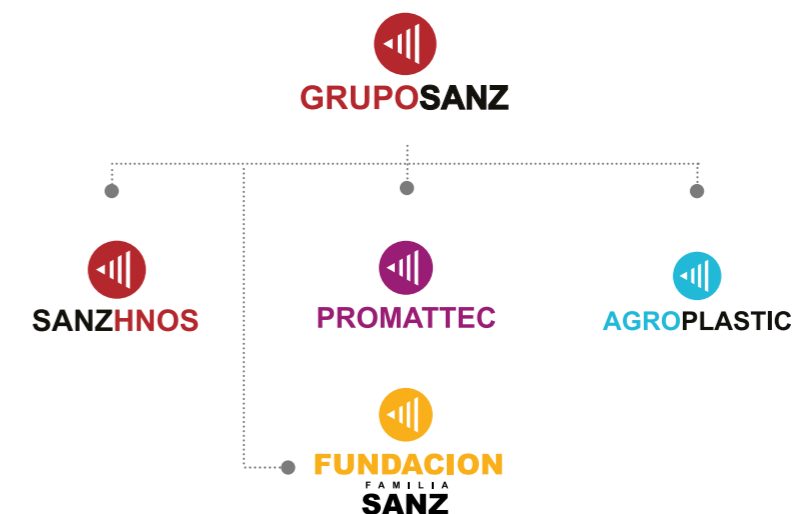 GRUPOSANZ
SANZHNOS
PROMATTEC
AGROPLASTIC
FUNDACION
FAMILIA
SANZ